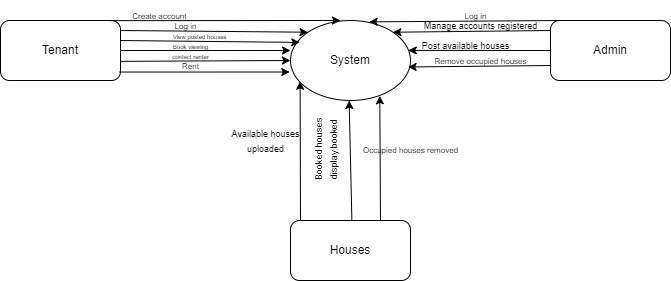 Create account
Log in
View posted houses
Book viewing
contact renter
Rent
Tenant
System
Log in
Manage accounts registered
Post available houses
Remove occupied houses
Admin
Available houses
uploaded
Booked houses
display booked
Occupied houses removed
Houses